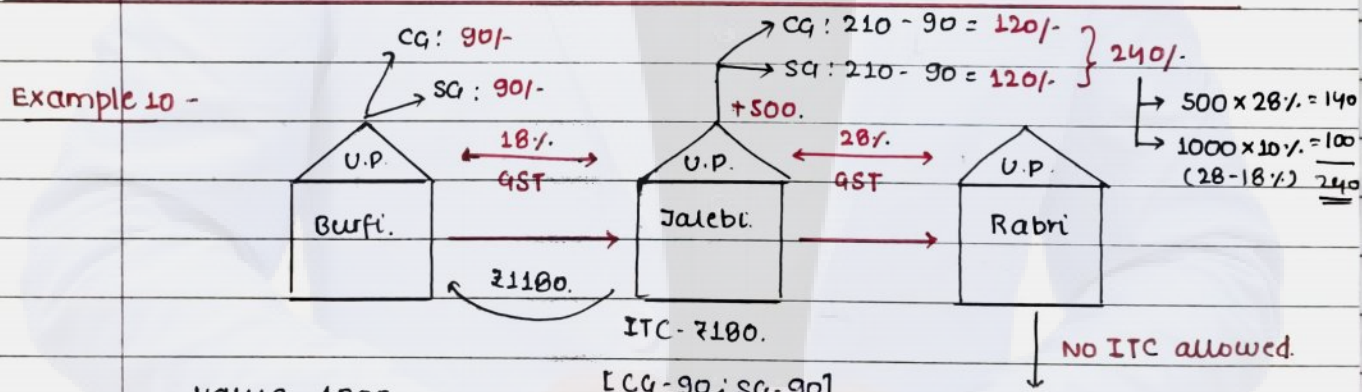 CG: 90/-
SG: 90/-
CG: 210 - 90 = 120/-
SG: 210 - 90 = 120/-
240/-
500 x 28% = 140
1000 x 10% = 100
(28-18%) 240
Example 10 -
+500.
18%
GST
28%
GST
U.P.
U.P.
U.P.
Burfi.
Jalebi.
Rabri
₹1180.
ITC - ₹180.
No ITC allowed.
[CG-90; SG-90]